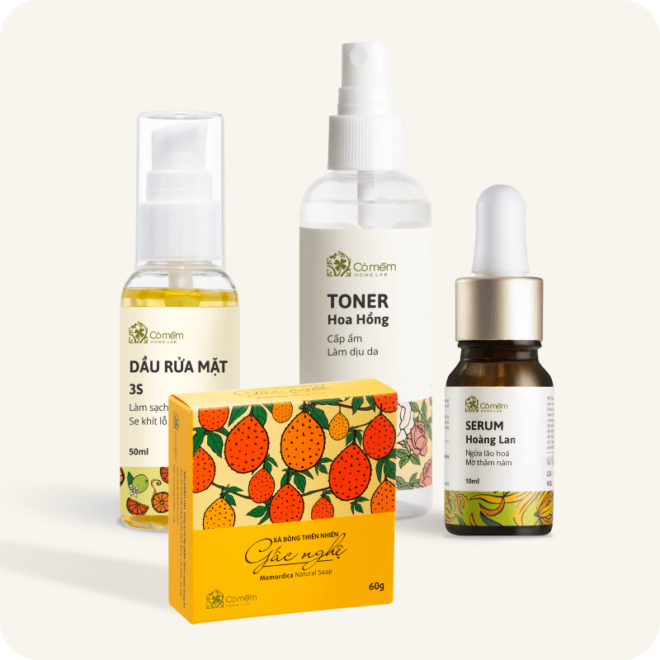 Cỏ mềm
HOME LAB
DẦU RỬA MẶT
3S
Làm sạch
Se khít lỗ
50ml
Cỏ mềm
HOME LAB
TONER
Hoa Hồng
Cấp ẩm
Làm dịu da
Cỏ mềm
HOME LAB
SERUM
Hoàng Lan
Ngừa lão hoá
Mờ thâm nám
10ml
XÀ BÔNG THIÊN NHIÊN
Gấc nghệ
Momordica Natural Soap
60g
Cỏ mềm
HOME LAB